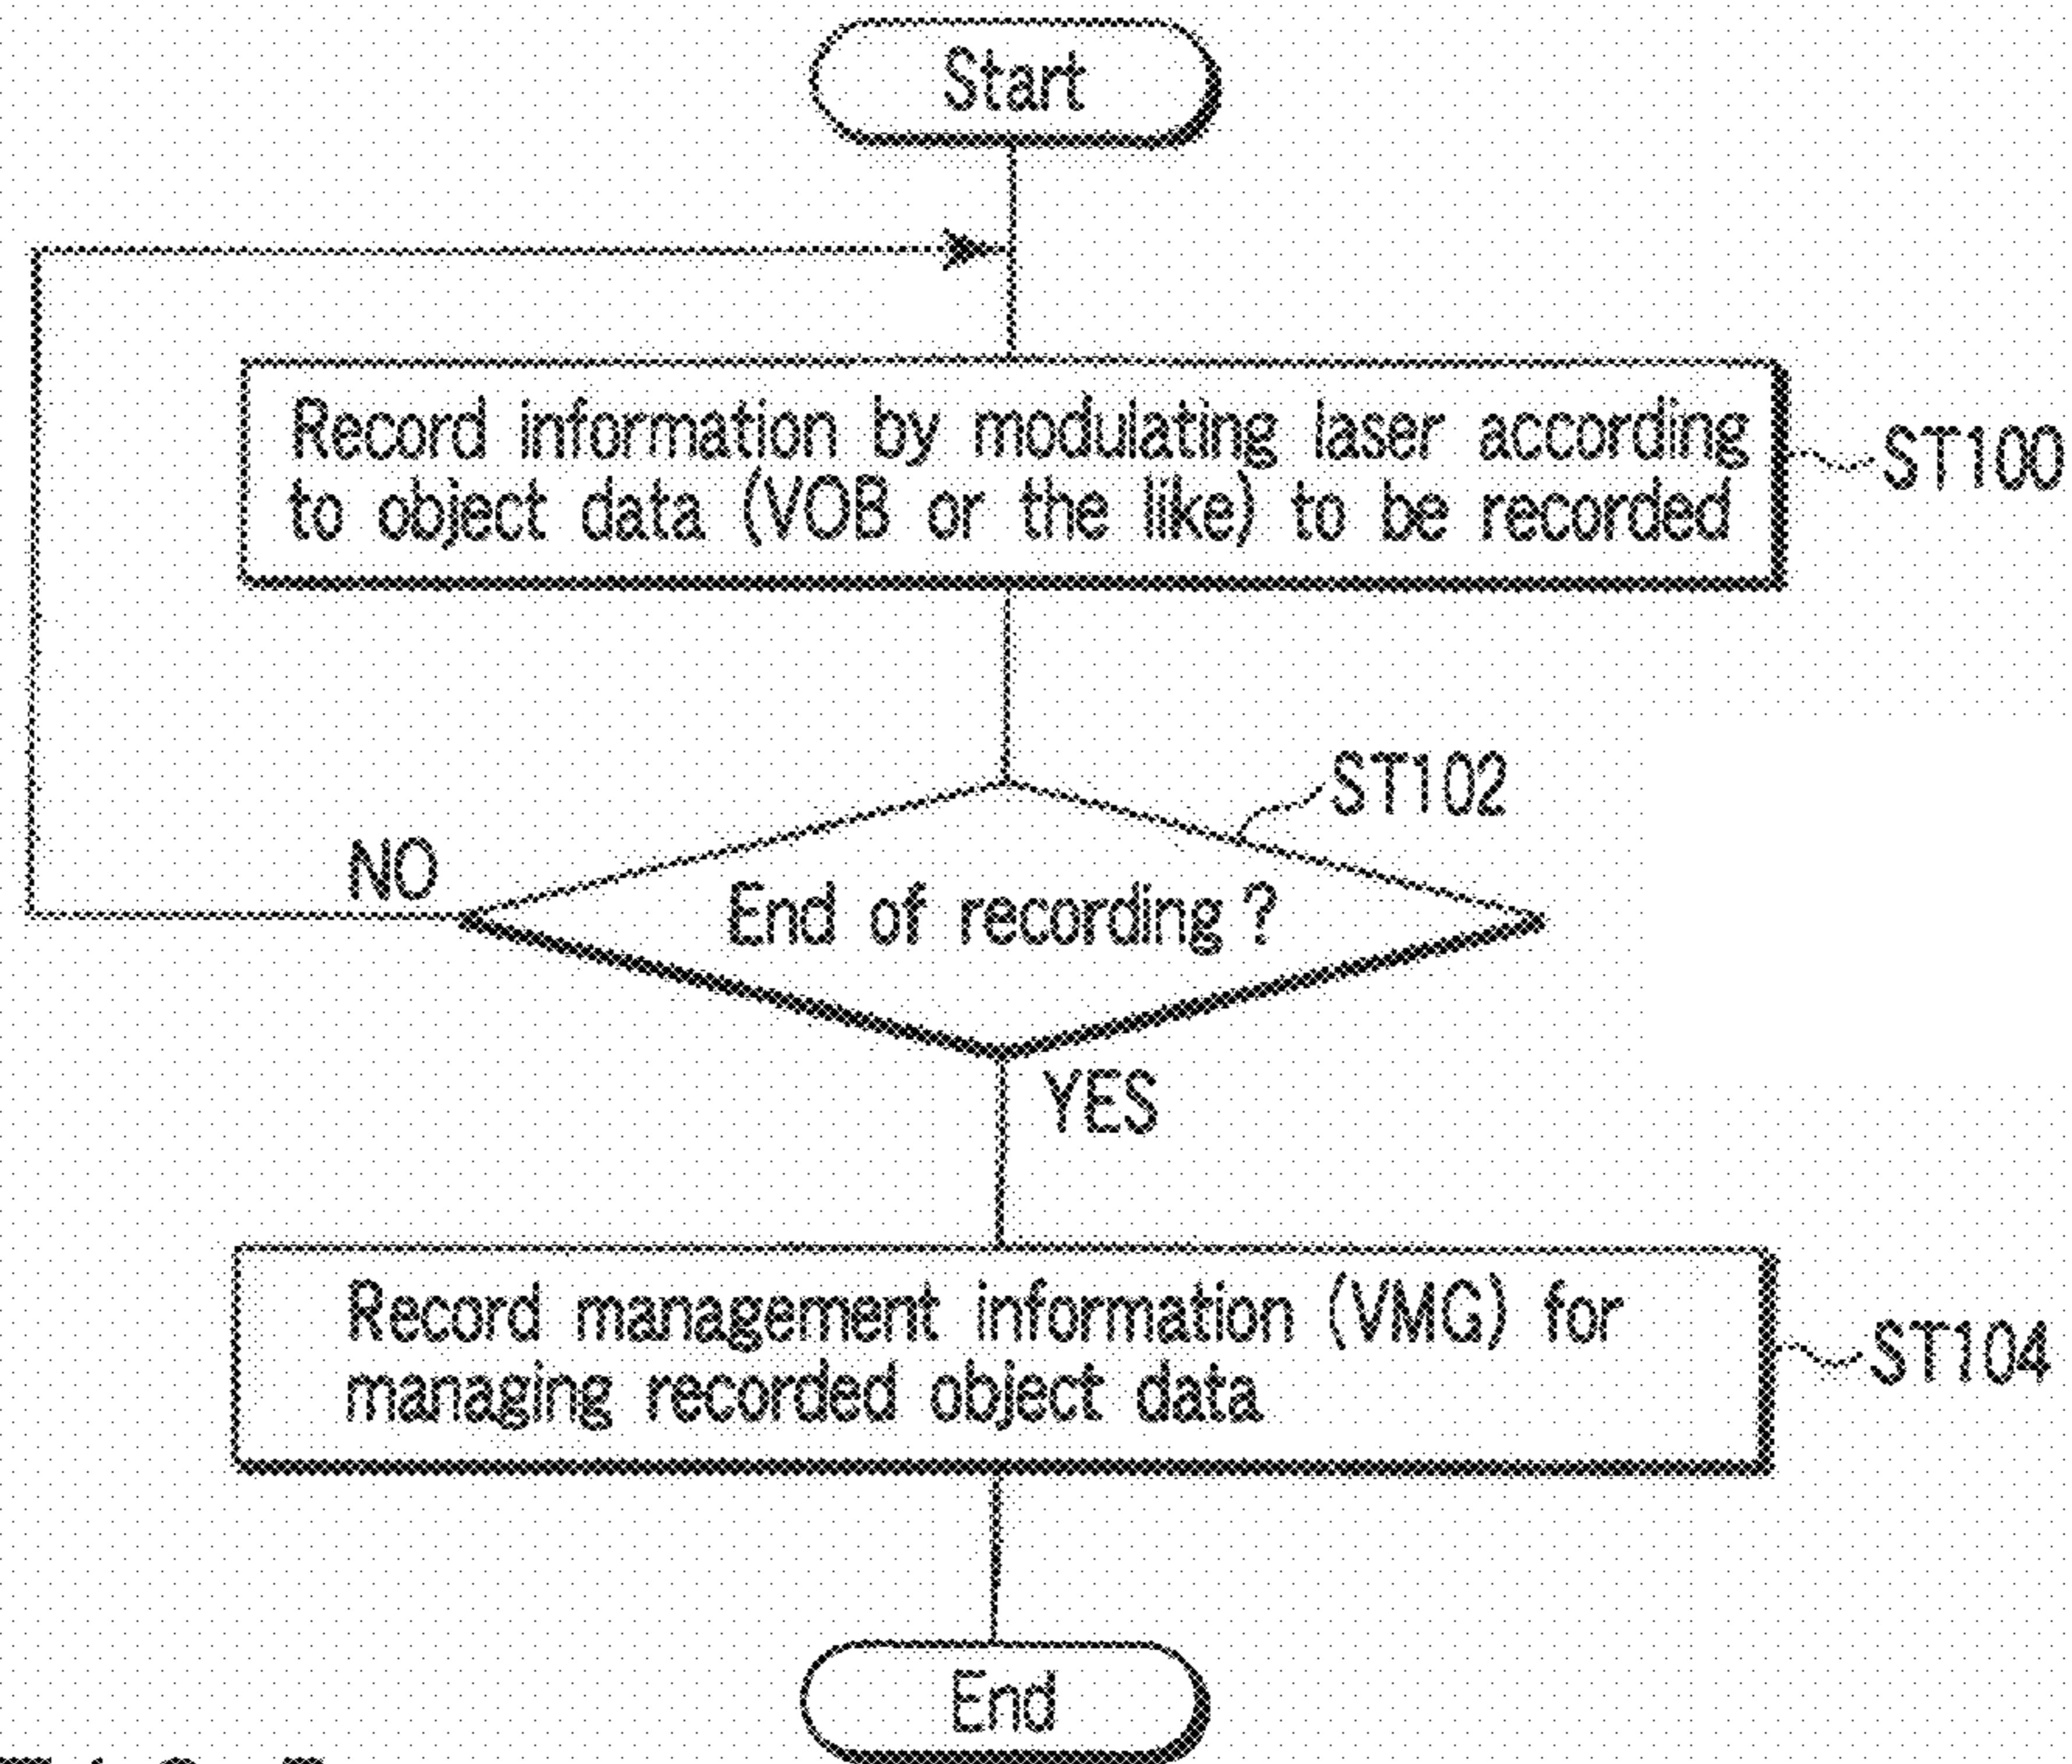 Start
Record information by modulating laser according
to object data (VOB or the like) to be recorded
ST100
ST102
NO
End of recording ?
YES
Record management information (VMG) for
managing recorded object data
ST104
End